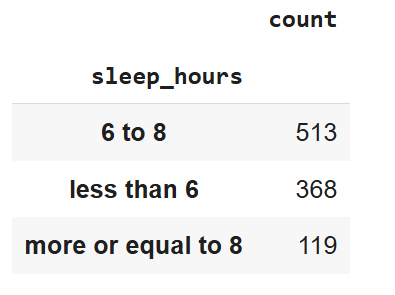 count
sleep_hours
6 to 8 513
less than 6 368
more or equal to 8 119